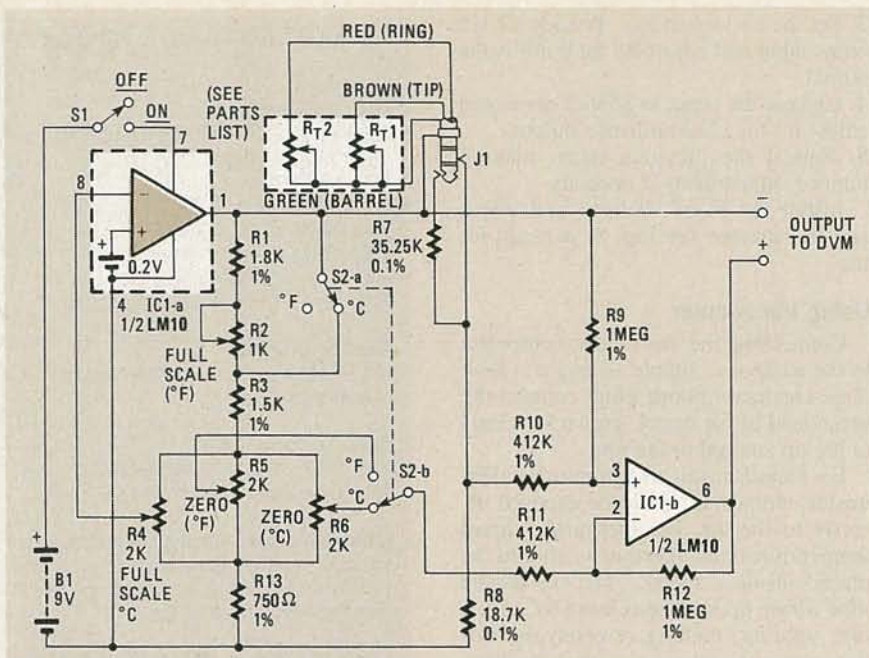 RED (RING)
OFF
S1
ON
(SEE
PARTS
LIST)
BROWN (TIP)
RT2
RT1
J1
GREEN (BARREL)
7
8
−
+
1
+
0.2V
4
IC1-a
1/2 LM10
R1
1.8K
1%
R2
1K
FULL
SCALE
(°F)
S2-a
°F
°C
R3
1.5K
1%
R7
35.25K
0.1%
−
+
OUTPUT
TO DVM
R9
1MEG
1%
R4
2K
FULL
SCALE
°C
R5
2K
ZERO
(°F)
ZERO
(°C)
R6
2K
°F
°C
S2-b
R10
412K
1%
R11
412K
1%
3
+
2
−
6
IC1-b
1/2 LM10
R12
1MEG
1%
R13
750Ω
1%
R8
18.7K
0.1%
+
B1
9V